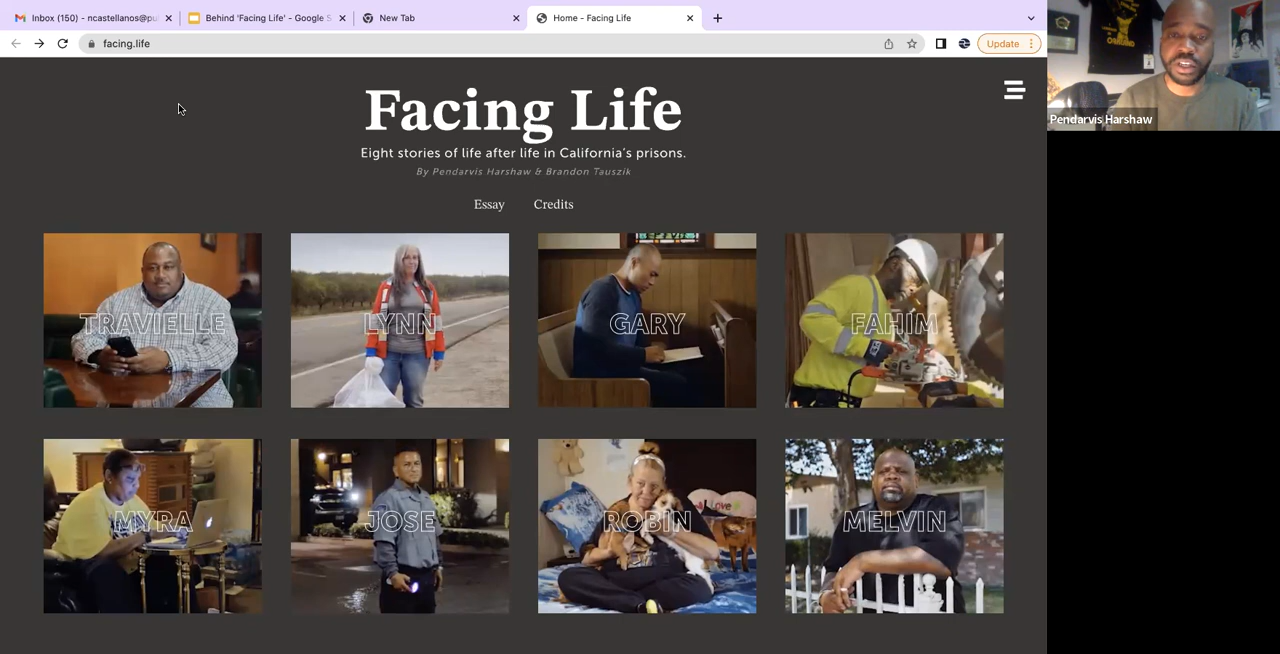 Inbox (150) - ncastellanos@pu
Behind 'Facing Life' - Google S
New Tab
Home - Facing Life
facing.life
Update
Facing Life
Eight stories of life after life in California's prisons.
By Pendarvis Harshaw & Brandon Tauszik
Essay Credits
TRAVIELLE LYNN GARY FAHIM
MYRA JOSE ROBIN MELVIN
Pendarvis Harshaw